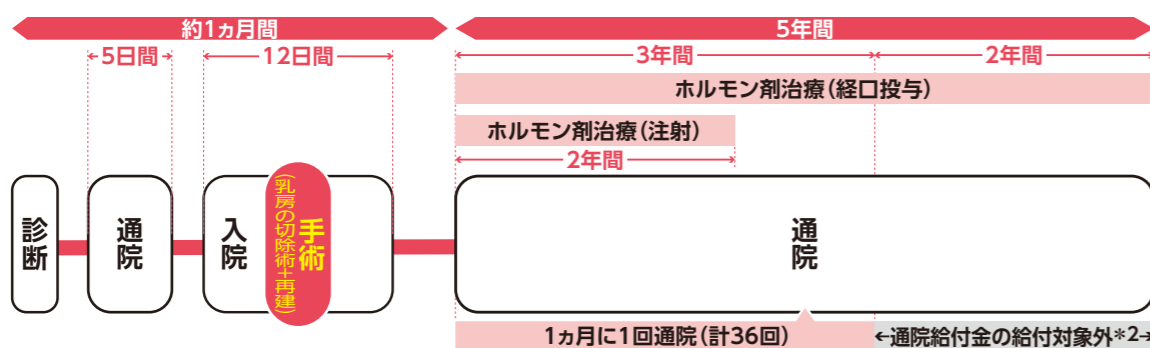 約1ヵ月間
5年間
5日間
12日間
3年間
2年間
ホルモン剤治療(経口投与)
ホルモン剤治療(注射)
2年間
診断
通院
入院
手術
(乳房の切除術+再建)
通院
1ヵ月に1回通院(計36回)
←通院給付金の給付対象外*2→